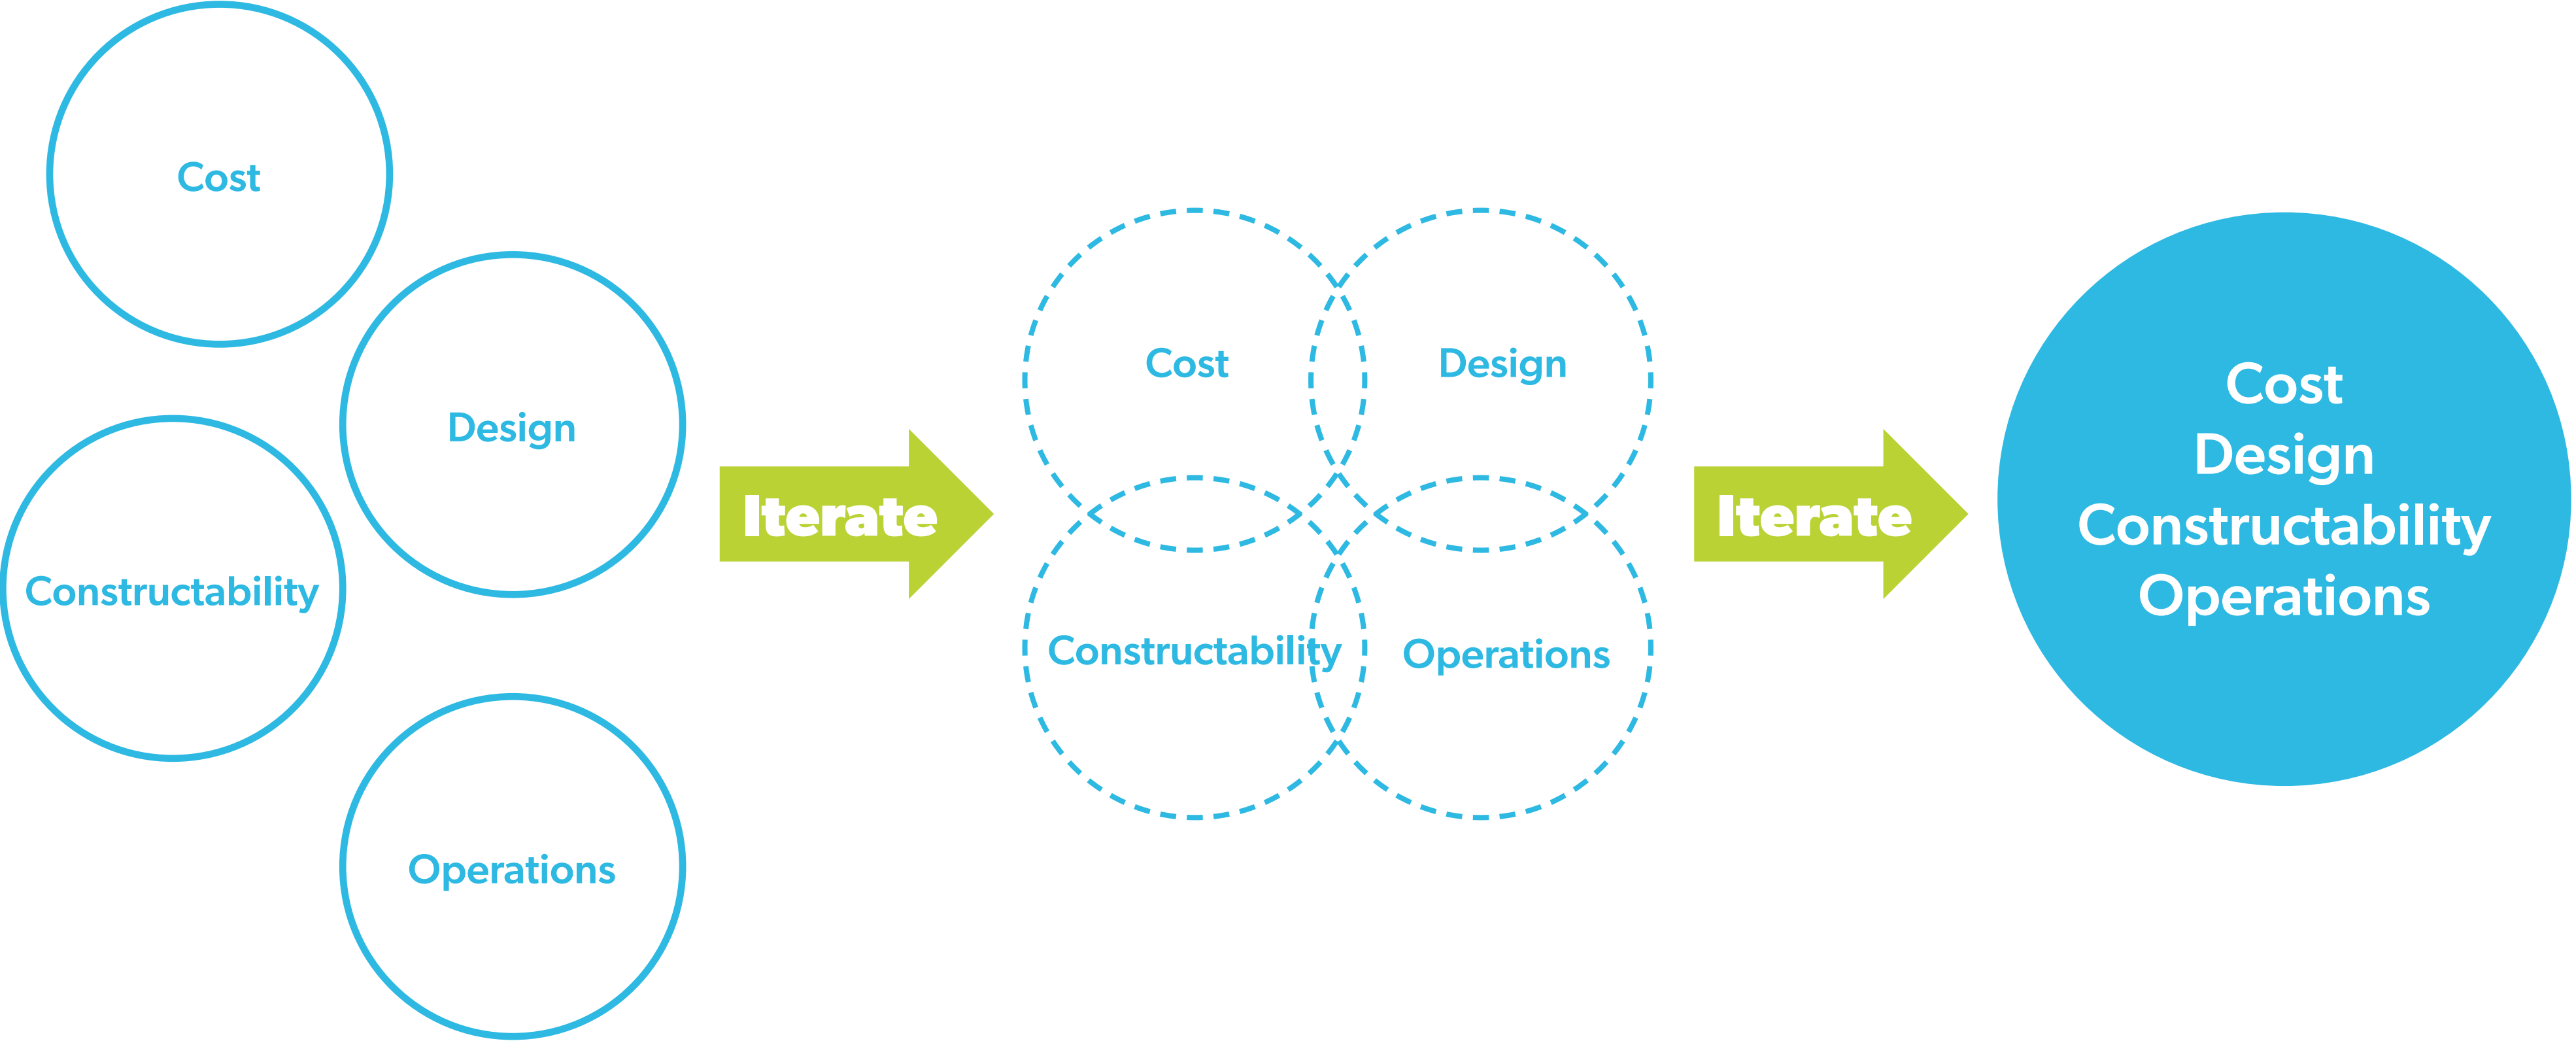 Cost
Design
Constructability
Operations
Iterate
Cost
Design
Constructability
Operations
Iterate
Cost
Design
Constructability
Operations